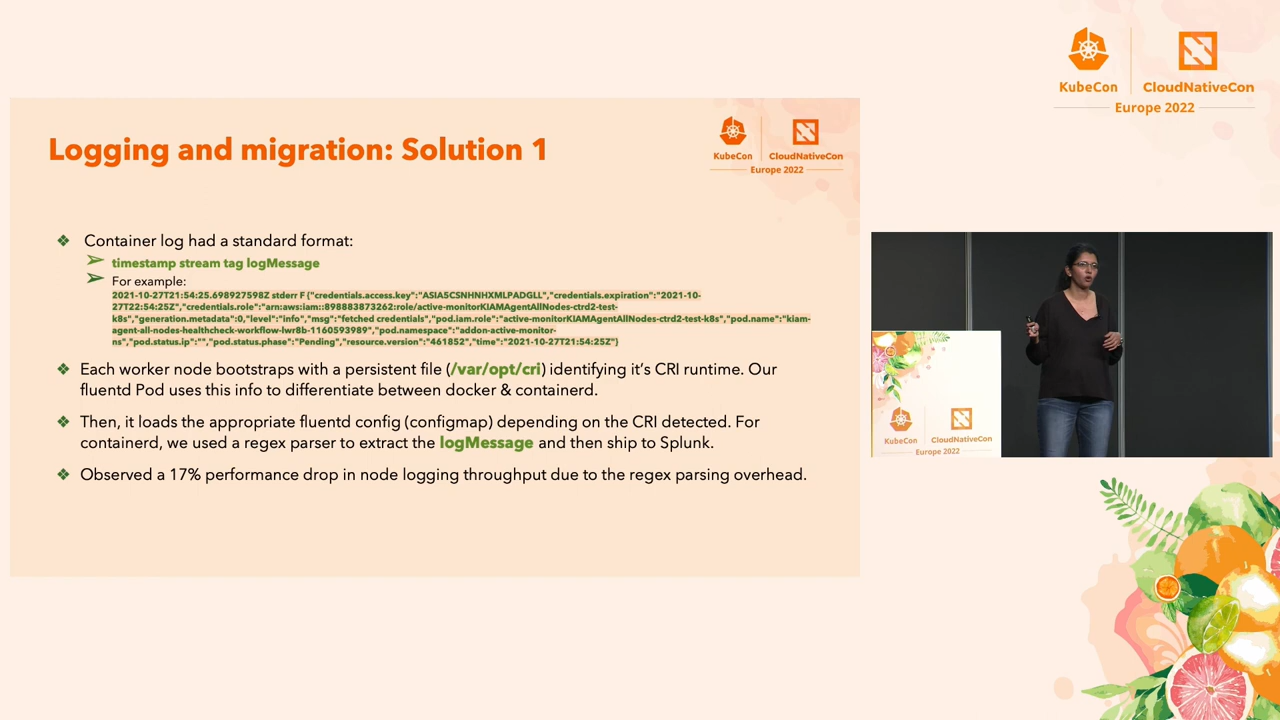 KubeCon
CloudNativeCon
Europe 2022
Logging and migration: Solution 1
KubeCon
CloudNativeCon
Europe 2022
❖ Container log had a standard format:
➢ timestamp stream tag logMessage
➢ For example:
2021-10-27T21:54:25.698927598Z stderr F {"credentials.access.key":"ASIA5CSNHNHXMLPADGLL","credentials.expiration":"2021-10-
27T22:54:25Z","credentials.role":"arn:aws:iam::898883873262:role/active-monitorKIAMAgentAllNodes-ctrd2-test-
k8s","generation.metadata":0,"level":"info","msg":"fetched credentials","pod.iam.role":"active-monitorKIAMAgentAllNodes-ctrd2-test-k8s","pod.name":"kiam-
agent-all-nodes-healthcheck-workflow-lwr8b-1160593989","pod.namespace":"addon-active-monitor-
ns","pod.status.ip":"","pod.status.phase":"Pending","resource.version":"461852","time":"2021-10-27T21:54:25Z"}
❖ Each worker node bootstraps with a persistent file (/var/opt/cri) identifying it's CRI runtime. Our
fluentd Pod uses this info to differentiate between docker & containerd.
❖ Then, it loads the appropriate fluentd config (configmap) depending on the CRI detected. For
containerd, we used a regex parser to extract the logMessage and then ship to Splunk.
❖ Observed a 17% performance drop in node logging throughput due to the regex parsing overhead.
KubeCon
CloudNativeCon
Europe 2022